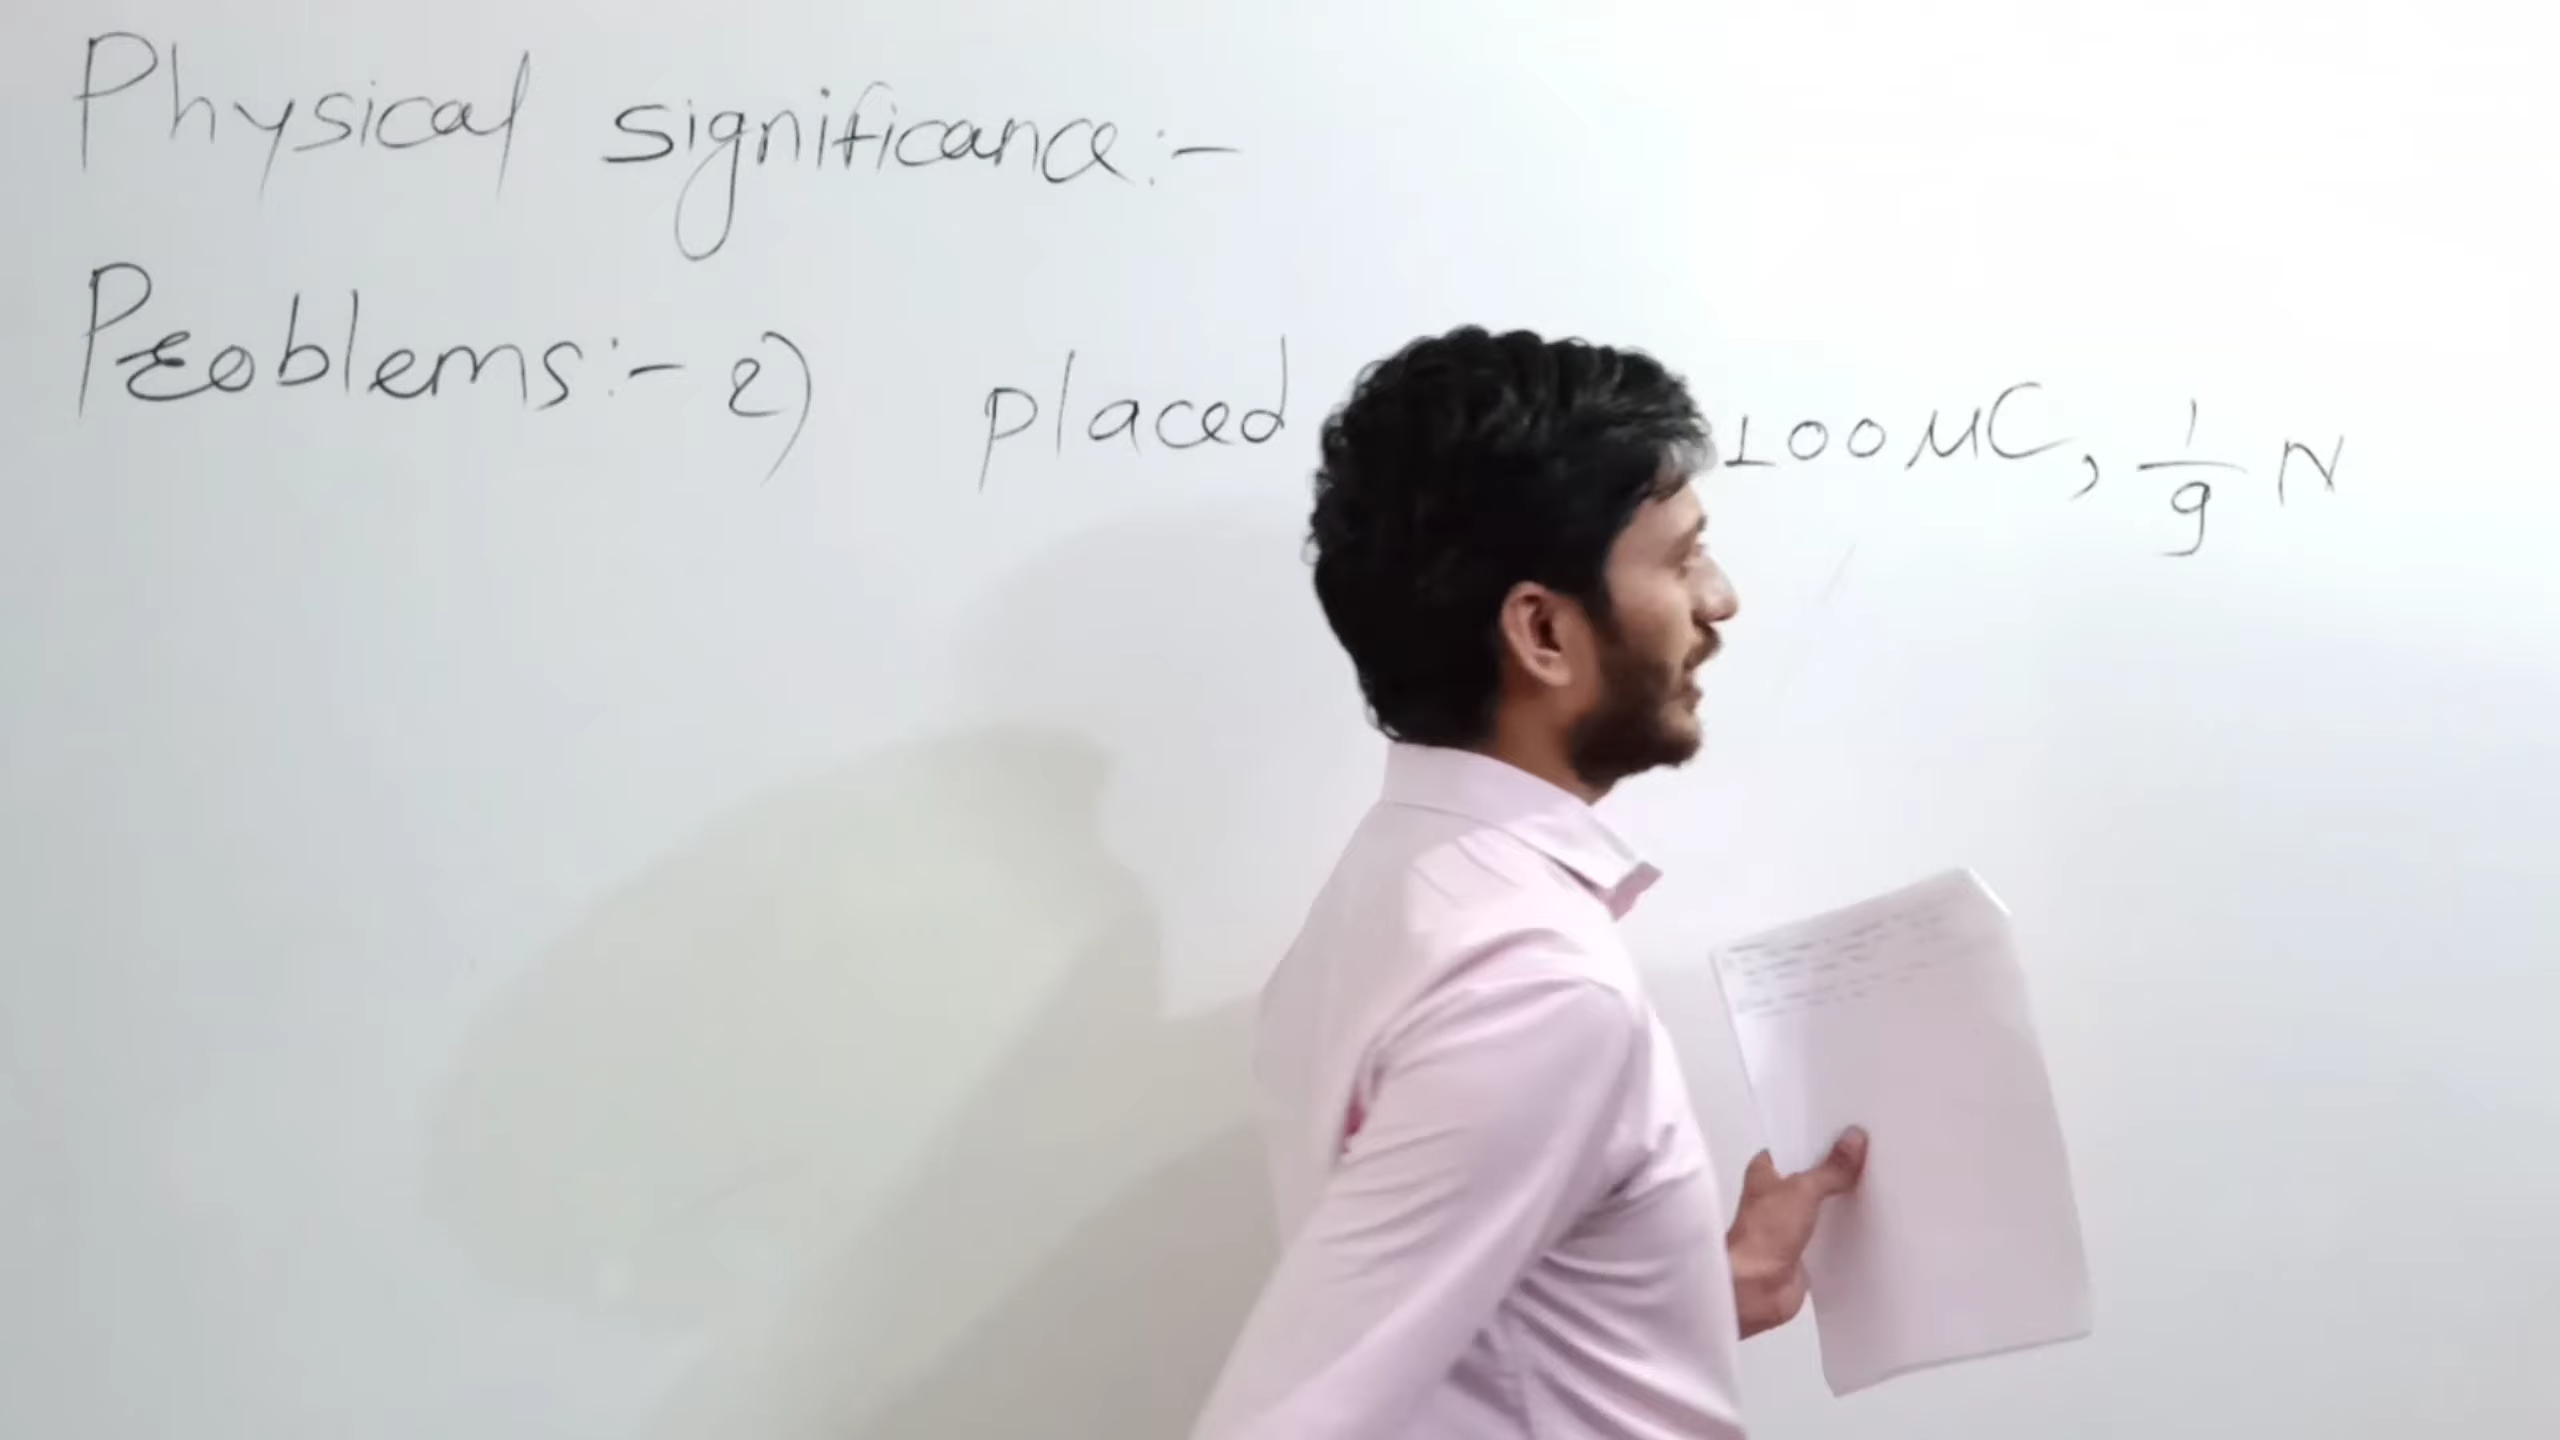 Physical significance:-
Problems:- 2) placed 100 μC, 1/9 N